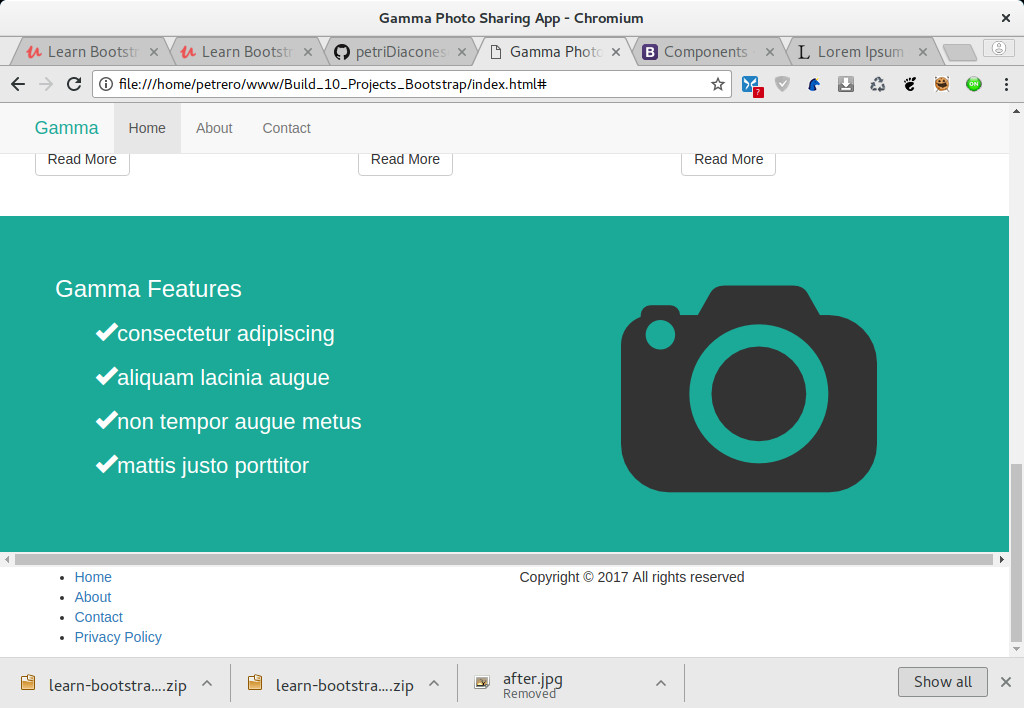 Gamma Photo Sharing App - Chromium
Learn Bootstr
Learn Bootstr
petriDiacones
Gamma Photo
Components
Lorem Ipsum
file:///home/petrero/www/Build_10_Projects_Bootstrap/index.html#
?
ON
Gamma
Home
About
Contact
Read More
Read More
Read More
Gamma Features
consectetur adipiscing
aliquam lacinia augue
non tempor augue metus
mattis justo porttitor
Home
Copyright © 2017 All rights reserved
About
Contact
Privacy Policy
learn-bootstra....zip
learn-bootstra....zip
after.jpg
Removed
Show all